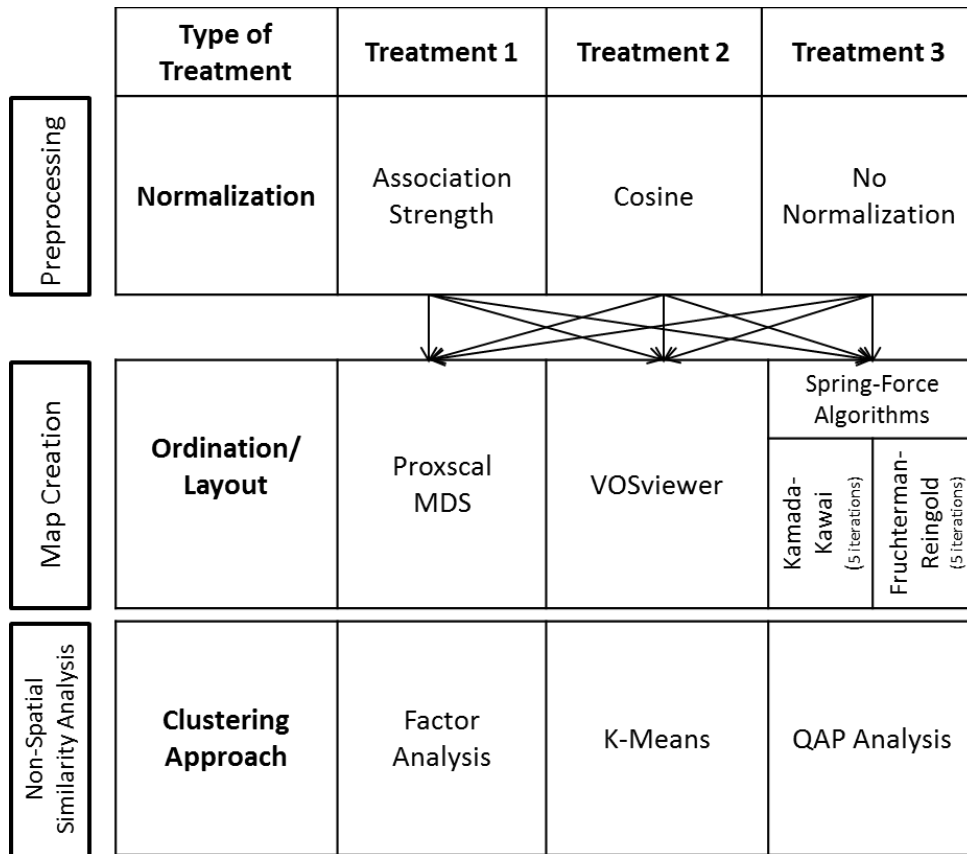 Type of
Treatment
Treatment 1
Treatment 2
Treatment 3
Preprocessing
Normalization
Association
Strength
Cosine
No
Normalization
Map Creation
Ordination/
Layout
Proxscal
MDS
VOSviewer
Spring-Force
Algorithms
Kamada-
Kawai
(5 iterations)
Fruchterman-
Reingold
(5 iterations)
Non-Spatial
Similarity Analysis
Clustering
Approach
Factor
Analysis
K-Means
QAP Analysis